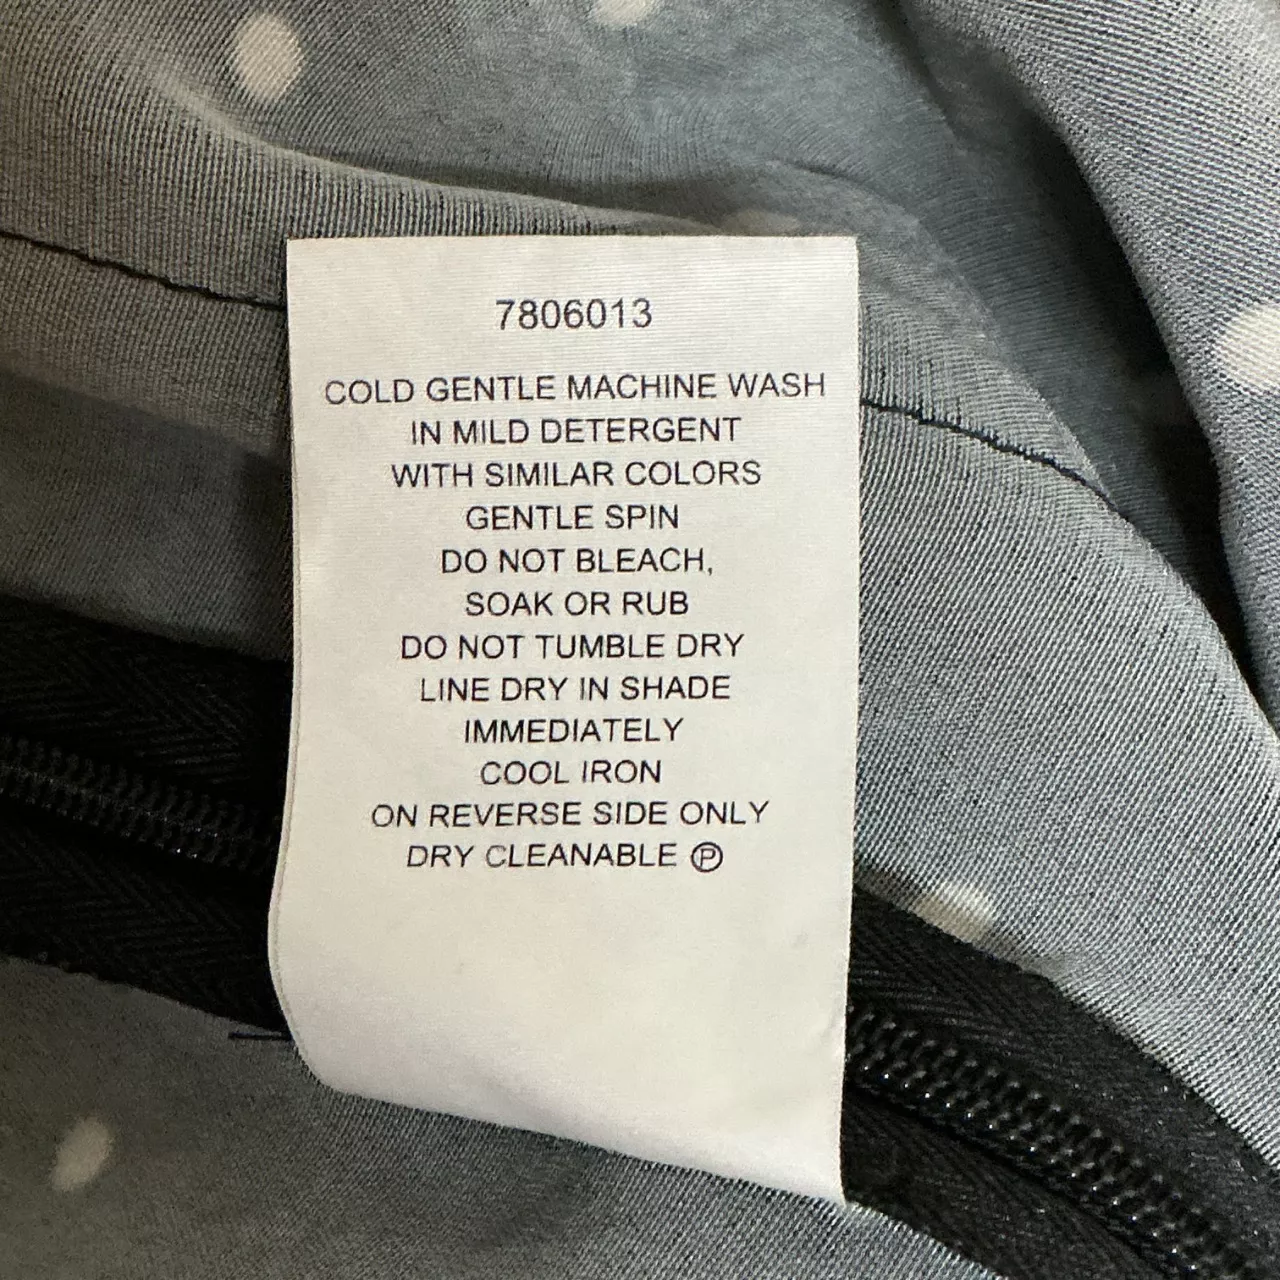 7806013
COLD GENTLE MACHINE WASH
IN MILD DETERGENT
WITH SIMILAR COLORS
GENTLE SPIN
DO NOT BLEACH,
SOAK OR RUB
DO NOT TUMBLE DRY
LINE DRY IN SHADE
IMMEDIATELY
COOL IRON
ON REVERSE SIDE ONLY
DRY CLEANABLE Ⓟ